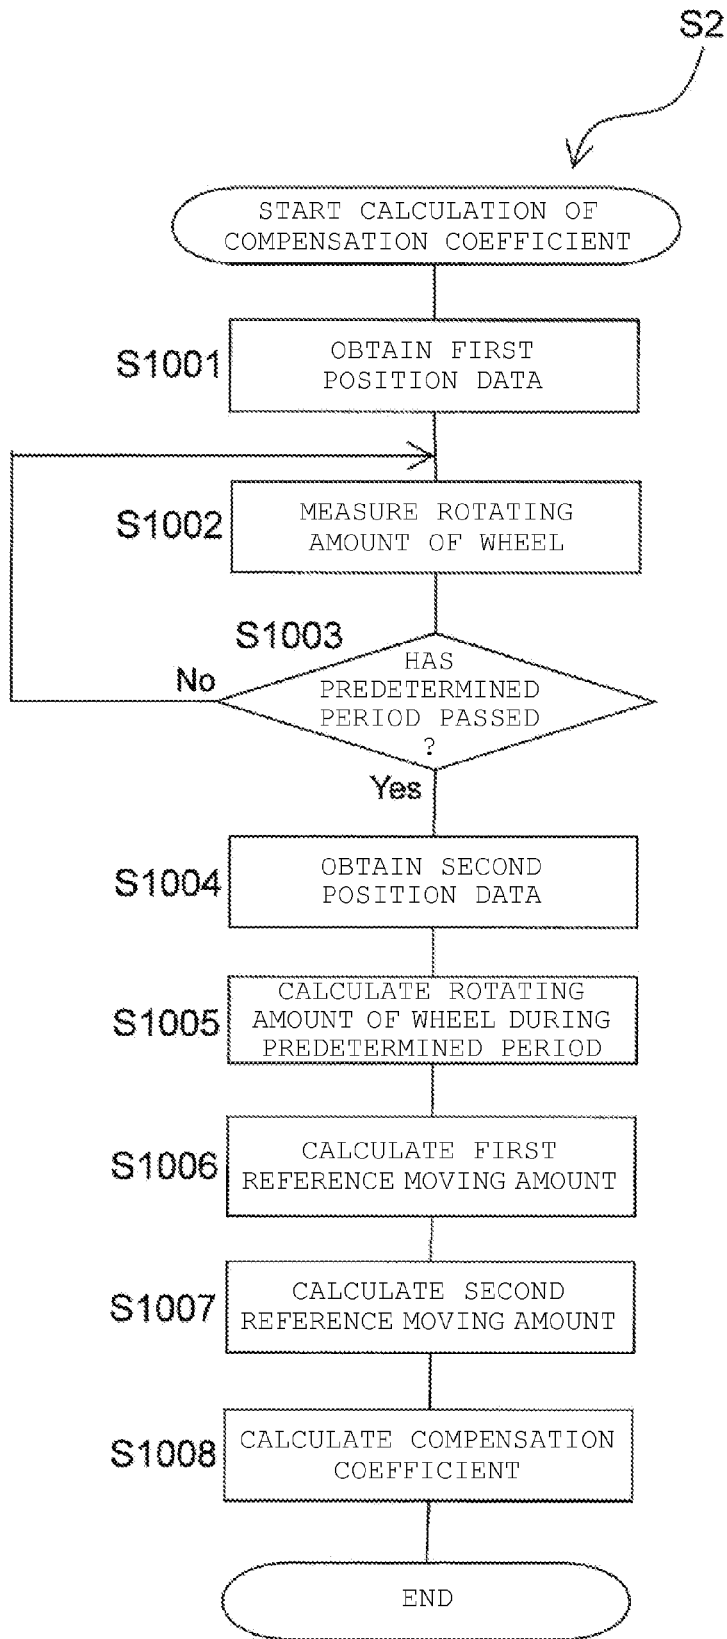 S2
START CALCULATION OF
COMPENSATION COEFFICIENT
S1001
OBTAIN FIRST
POSITION DATA
S1002
MEASURE ROTATING
AMOUNT OF WHEEL
S1003
HAS
PREDETERMINED
PERIOD PASSED
?
No
Yes
S1004
OBTAIN SECOND
POSITION DATA
S1005
CALCULATE ROTATING
AMOUNT OF WHEEL DURING
PREDETERMINED PERIOD
S1006
CALCULATE FIRST
REFERENCE MOVING AMOUNT
S1007
CALCULATE SECOND
REFERENCE MOVING AMOUNT
S1008
CALCULATE COMPENSATION
COEFFICIENT
END